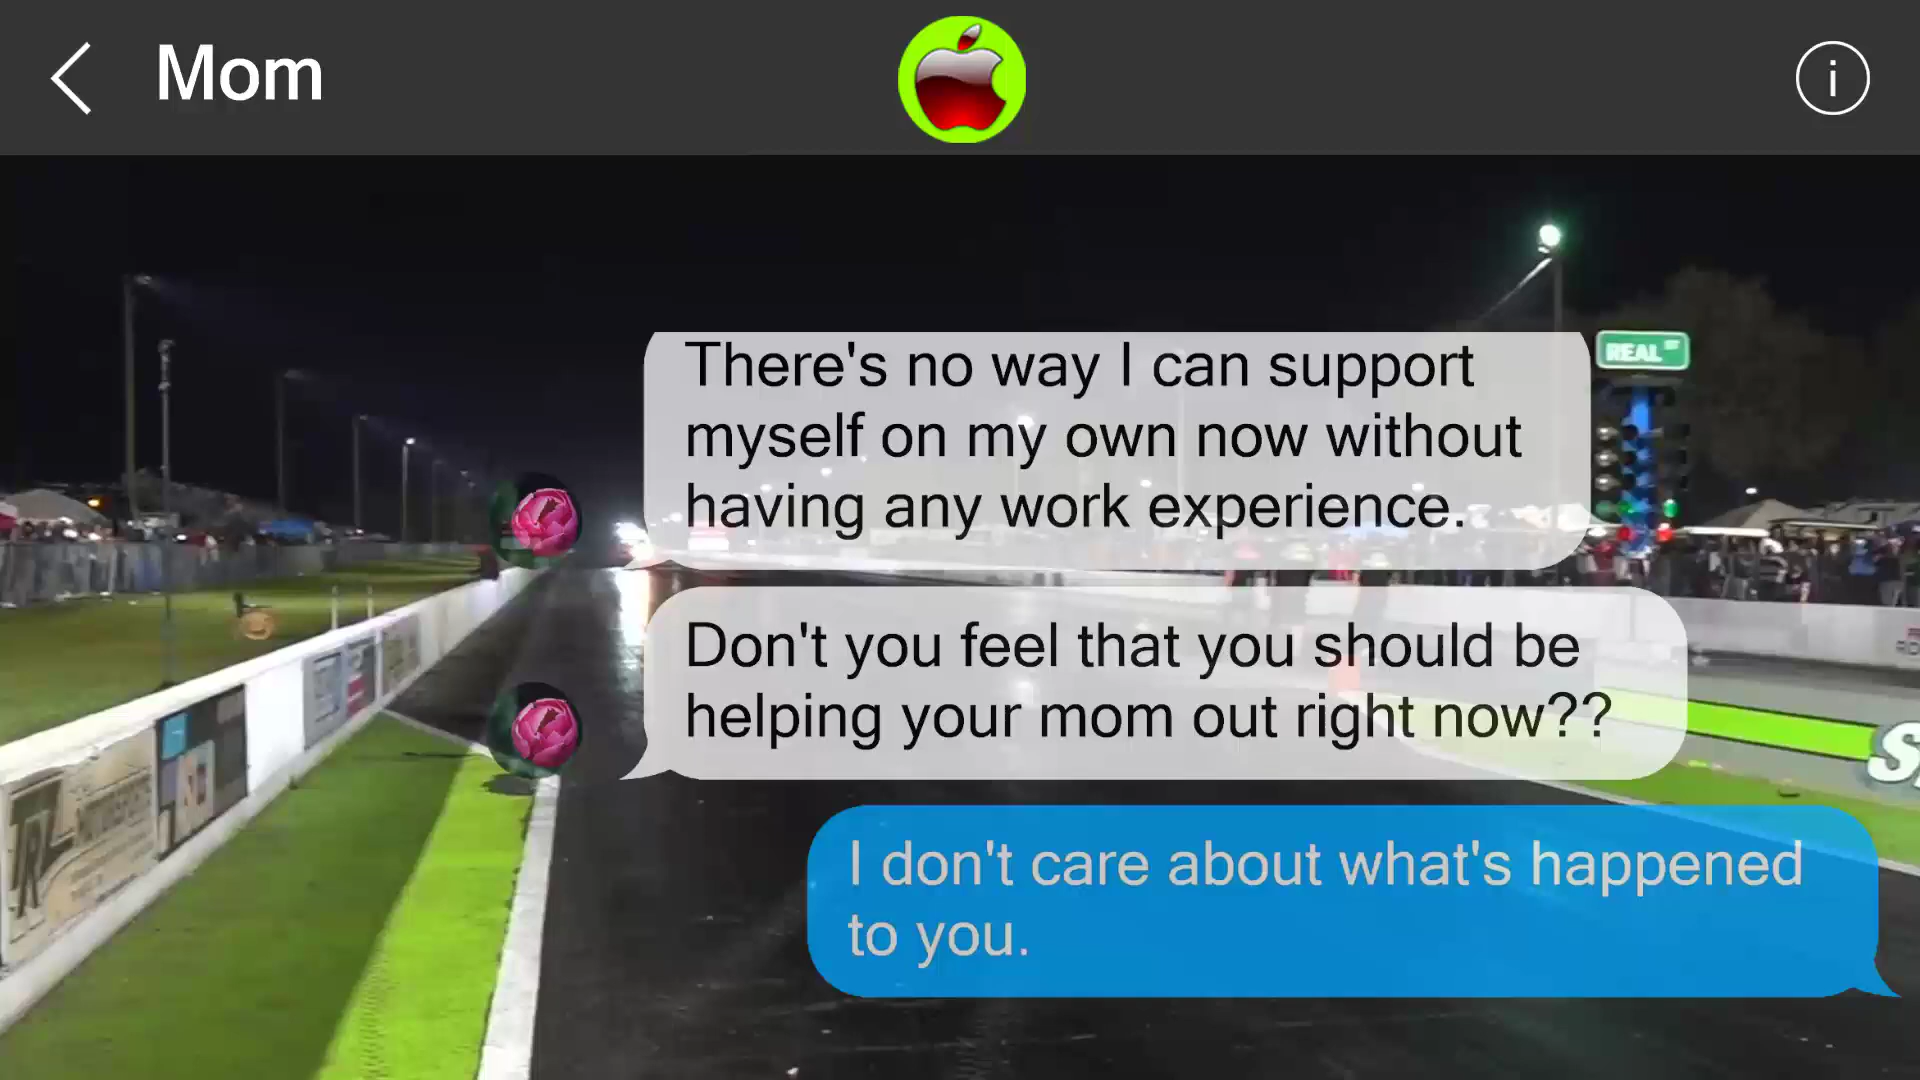 Mom
i
There's no way I can support
myself on my own now without
having any work experience.
Don't you feel that you should be
helping your mom out right now??
I don't care about what's happened
to you.
REAL ST